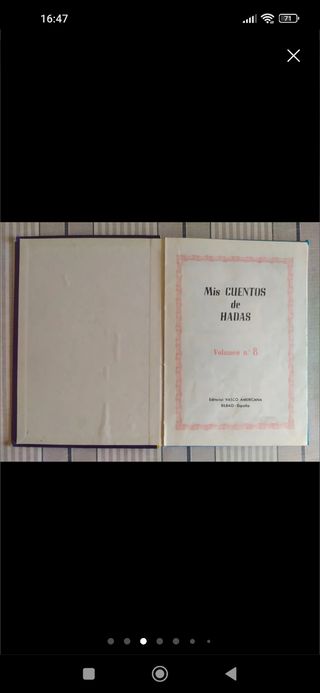 16:47
71
Mis CUENTOS
de
HADAS
Volumen n.° 8
Editorial VASCO AMERICANA
BILBAO - España